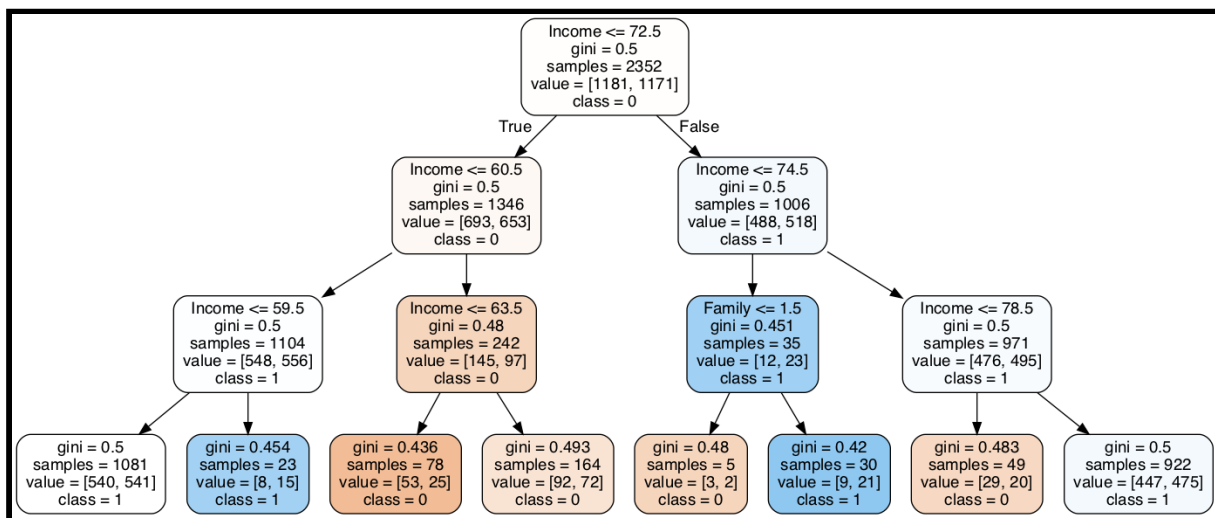 Income <= 72.5
gini = 0.5
samples = 2352
value = [1181, 1171]
class = 0
True
False
Income <= 60.5
gini = 0.5
samples = 1346
value = [693, 653]
class = 0
Income <= 74.5
gini = 0.5
samples = 1006
value = [488, 518]
class = 1
Income <= 59.5
gini = 0.5
samples = 1104
value = [548, 556]
class = 1
Income <= 63.5
gini = 0.48
samples = 242
value = [145, 97]
class = 0
Family <= 1.5
gini = 0.451
samples = 35
value = [12, 23]
class = 1
Income <= 78.5
gini = 0.5
samples = 971
value = [476, 495]
class = 1
gini = 0.5
samples = 1081
value = [540, 541]
class = 1
gini = 0.454
samples = 23
value = [8, 15]
class = 1
gini = 0.436
samples = 78
value = [53, 25]
class = 0
gini = 0.493
samples = 164
value = [92, 72]
class = 0
gini = 0.48
samples = 5
value = [3, 2]
class = 0
gini = 0.42
samples = 30
value = [9, 21]
class = 1
gini = 0.483
samples = 49
value = [29, 20]
class = 0
gini = 0.5
samples = 922
value = [447, 475]
class = 1